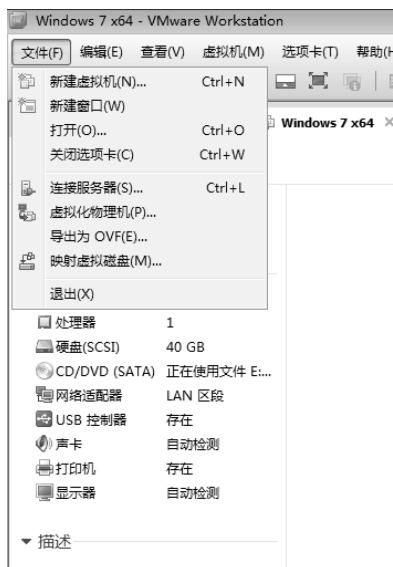 Windows 7 x64 - VMware Workstation
文件(F) 编辑(E) 查看(V) 虚拟机(M) 选项卡(T) 帮助(H
新建虚拟机(N)... Ctrl+N
新建窗口(W)
打开(O)... Ctrl+O
Windows 7 x64
关闭选项卡(C) Ctrl+W
连接服务器(S)... Ctrl+L
虚拟化物理机(P)...
导出为 OVF(E)...
映射虚拟磁盘(M)...
退出(X)
处理器 1
硬盘(SCSI) 40 GB
CD/DVD (SATA) 正在使用文件 E:...
网络适配器 LAN 区段
USB 控制器 存在
声卡 自动检测
打印机 存在
显示器 自动检测
描述